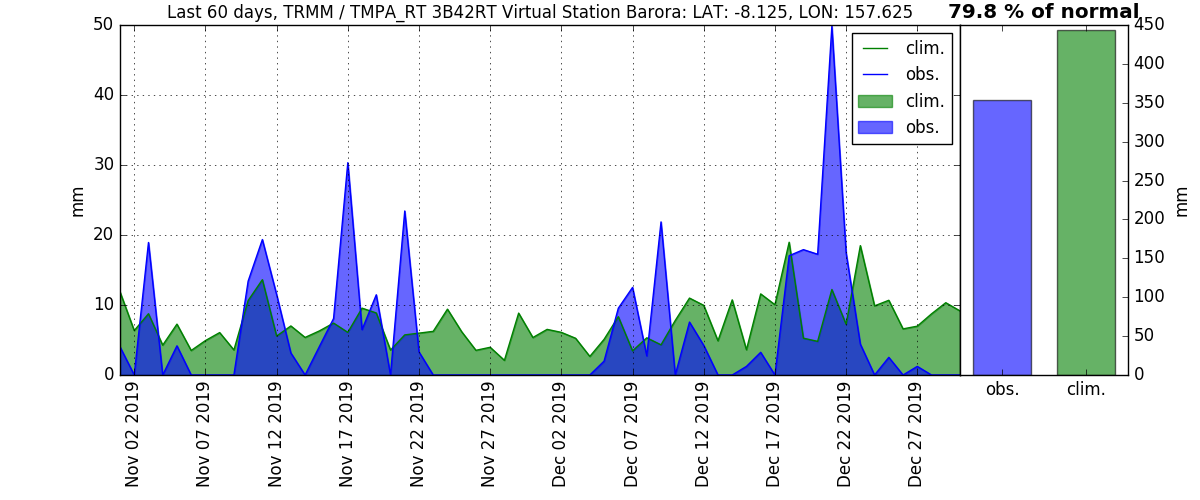 Last 60 days, TRMM / TMPA_RT 3B42RT Virtual Station Barora: LAT: -8.125, LON: 157.625
79.8 % of normal
50
40
30
20
10
0
mm
clim.
obs.
clim.
obs.
Nov 02 2019
Nov 07 2019
Nov 12 2019
Nov 17 2019
Nov 22 2019
Nov 27 2019
Dec 02 2019
Dec 07 2019
Dec 12 2019
Dec 17 2019
Dec 22 2019
Dec 27 2019
450
400
350
300
250
200
150
100
50
0
mm
obs.
clim.